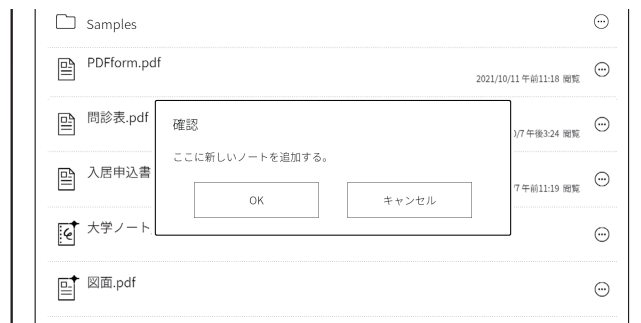 Samples
PDFform.pdf
2021/10/11 午前11:18 閲覧
問診表.pdf
確認
0/7 午後3:24 閲覧
ここに新しいノートを追加する。
入居申込書
OK
キャンセル
/7 午前11:19 閲覧
大学ノート
図面.pdf